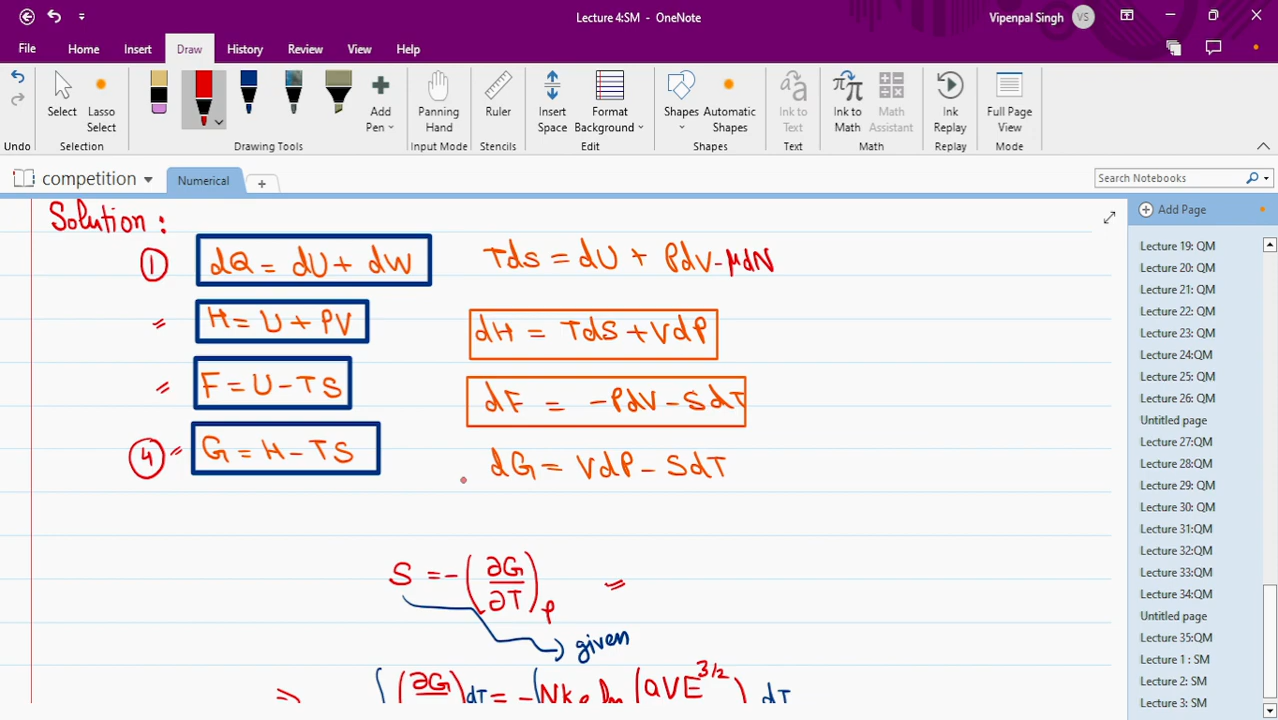 Lecture 4:SM - OneNote
Vipenpal Singh VS
File Home Insert Draw History Review View Help
Undo
Select
Lasso Select
Add Pen
Panning Hand
Ruler
Insert Space
Format Background
Shapes
Automatic Shapes
Ink to Text
Ink to Math
Math Assistant
Ink Replay
Full Page View
Selection Drawing Tools Input Mode Stencils Edit Shapes Text Math Replay Mode
competition Numerical
Search Notebooks
Add Page
Solution :
① dQ = dU + dW TdS = dU + PdV - μdN
= H = U + PV dH = TdS + VdP
= F = U - TS dF = -PdV - SdT
④ = G = H - TS dG = VdP - SdT
S = - (∂G/∂T)P =
given
⇒ ∫(∂G dT = - ∫NkB ln (aVE^3/2) dT
Lecture 19: QM
Lecture 20: QM
Lecture 21: QM
Lecture 22: QM
Lecture 23: QM
Lecture 24:QM
Lecture 25: QM
Lecture 26: QM
Untitled page
Lecture 27:QM
Lecture 28:QM
Lecture 29: QM
Lecture 30: QM
Lecture 31:QM
Lecture 32:QM
Lecture 33:QM
Lecture 34:QM
Untitled page
Lecture 35:QM
Lecture 1 : SM
Lecture 2: SM
Lecture 3: SM